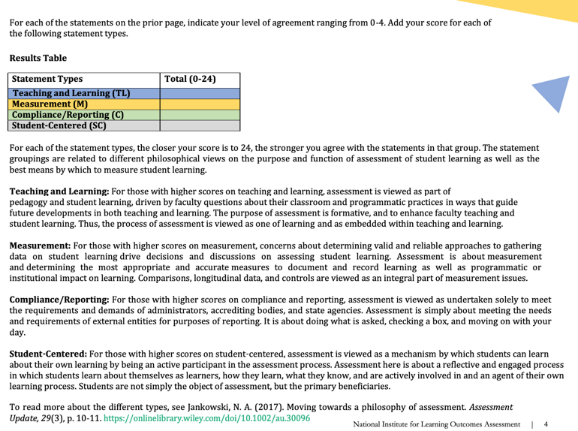 For each of the statements on the prior page, indicate your level of agreement ranging from 0-4. Add your score for each of
the following statement types.
Results Table
Statement Types Total (0-24)
Teaching and Learning (TL)
Measurement (M)
Compliance/Reporting (C)
Student-Centered (SC)
For each of the statement types, the closer your score is to 24, the stronger you agree with the statements in that group. The statement
groupings are related to different philosophical views on the purpose and function of assessment of student learning as well as the
best means by which to measure student learning.
Teaching and Learning: For those with higher scores on teaching and learning, assessment is viewed as part of
pedagogy and student learning, driven by faculty questions about their classroom and programmatic practices in ways that guide
future developments in both teaching and learning. The purpose of assessment is formative, and to enhance faculty teaching and
student learning. Thus, the process of assessment is viewed as one of learning and as embedded within teaching and learning.
Measurement: For those with higher scores on measurement, concerns about determining valid and reliable approaches to gathering
data on student learning drive decisions and discussions on assessing student learning. Assessment is about measurement
and determining the most appropriate and accurate measures to document and record learning as well as programmatic or
institutional impact on learning. Comparisons, longitudinal data, and controls are viewed as an integral part of measurement issues.
Compliance/Reporting: For those with higher scores on compliance and reporting, assessment is viewed as undertaken solely to meet
the requirements and demands of administrators, accrediting bodies, and state agencies. Assessment is simply about meeting the needs
and requirements of external entities for purposes of reporting. It is about doing what is asked, checking a box, and moving on with your
day.
Student-Centered: For those with higher scores on student-centered, assessment is viewed as a mechanism by which students can learn
about their own learning by being an active participant in the assessment process. Assessment here is about a reflective and engaged process
in which students learn about themselves as learners, how they learn, what they know, and are actively involved in and an agent of their own
learning process. Students are not simply the object of assessment, but the primary beneficiaries.
To read more about the different types, see Jankowski, N. A. (2017). Moving towards a philosophy of assessment. Assessment
Update, 29(3), p. 10-11. https://onlinelibrary.wiley.com/doi/10.1002/au.30096
National Institute for Learning Outcomes Assessment | 4